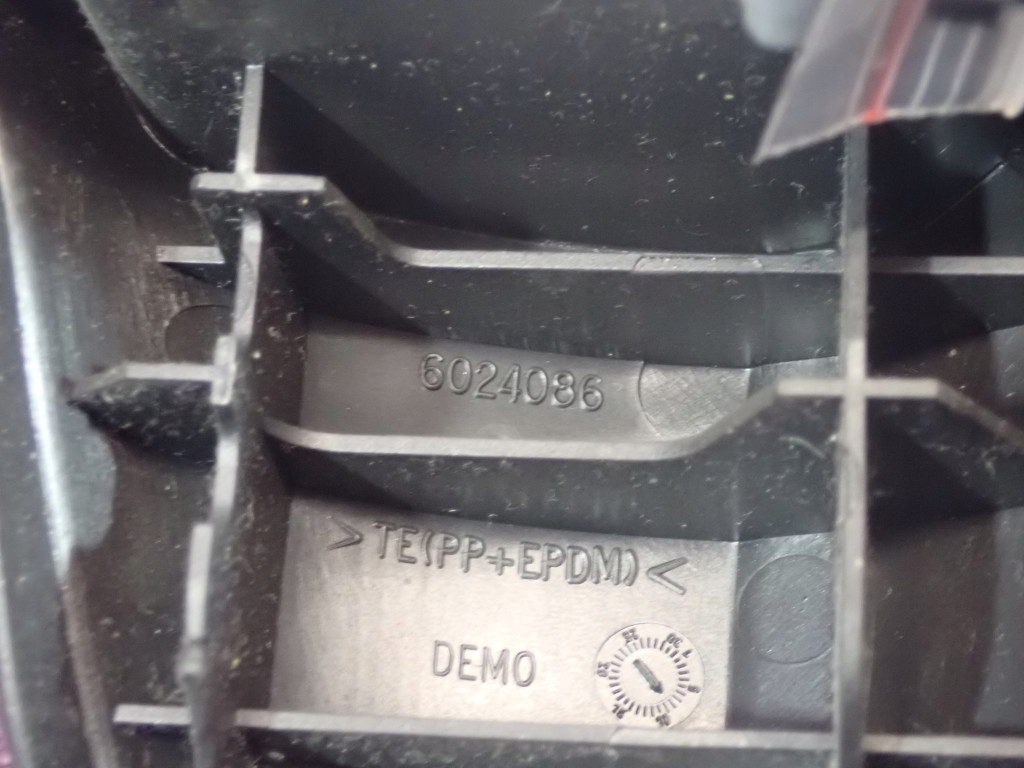 6024086
>TE(PP+EPDM)<
DEMO